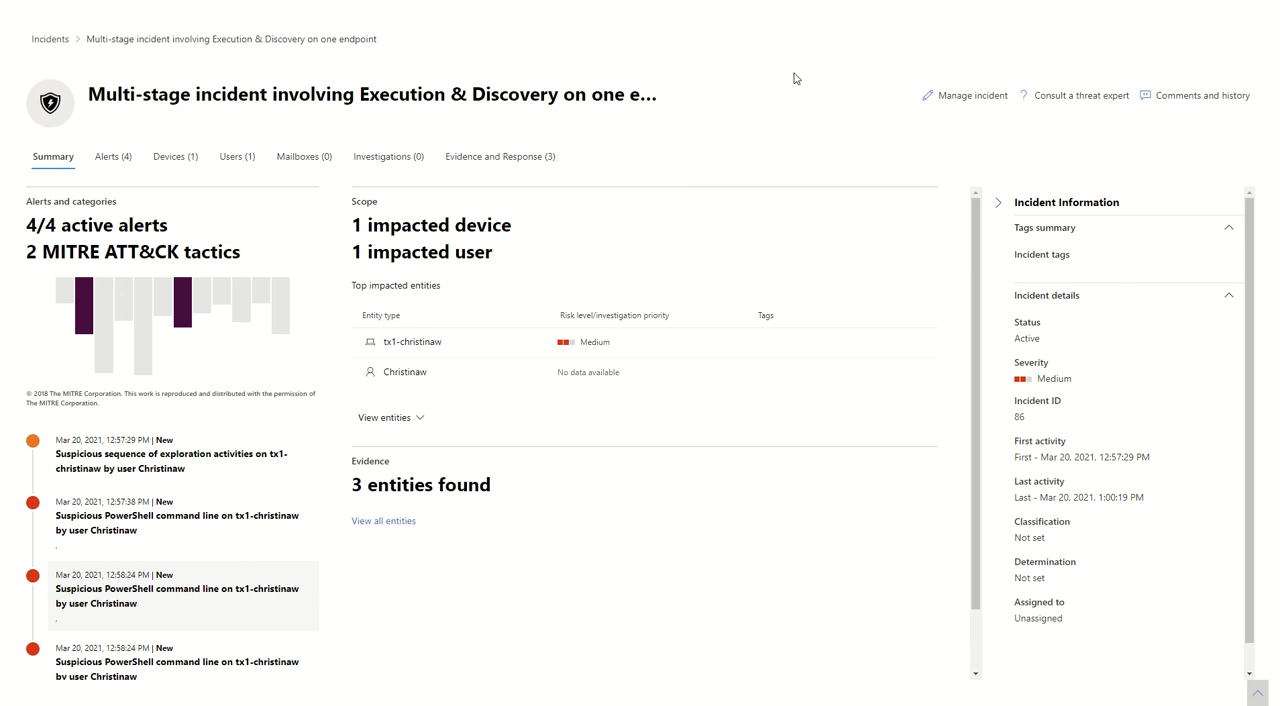 Incidents > Multi-stage incident involving Execution & Discovery on one endpoint
Multi-stage incident involving Execution & Discovery on one e...
Manage incident ? Consult a threat expert Comments and history
Summary Alerts (4) Devices (1) Users (1) Mailboxes (0) Investigations (0) Evidence and Response (3)
Alerts and categories
4/4 active alerts
2 MITRE ATT&CK tactics
© 2018 The MITRE Corporation. This work is reproduced and distributed with the permission of
The MITRE Corporation.
Mar 20, 2021, 12:57:29 PM | New
Suspicious sequence of exploration activities on tx1-
christinaw by user Christinaw
Mar 20, 2021, 12:57:38 PM | New
Suspicious PowerShell command line on tx1-christinaw
by user Christinaw
,
Mar 20, 2021, 12:58:24 PM | New
Suspicious PowerShell command line on tx1-christinaw
by user Christinaw
,
Mar 20, 2021, 12:58:24 PM | New
Suspicious PowerShell command line on tx1-christinaw
by user Christinaw
Scope
1 impacted device
1 impacted user
Top impacted entities
Entity type Risk level/investigation priority Tags
tx1-christinaw Medium
Christinaw No data available
View entities
Evidence
3 entities found
View all entities
Incident Information
Tags summary
Incident tags
Incident details
Status
Active
Severity
Medium
Incident ID
86
First activity
First - Mar 20, 2021, 12:57:29 PM
Last activity
Last - Mar 20, 2021, 1:00:19 PM
Classification
Not set
Determination
Not set
Assigned to
Unassigned